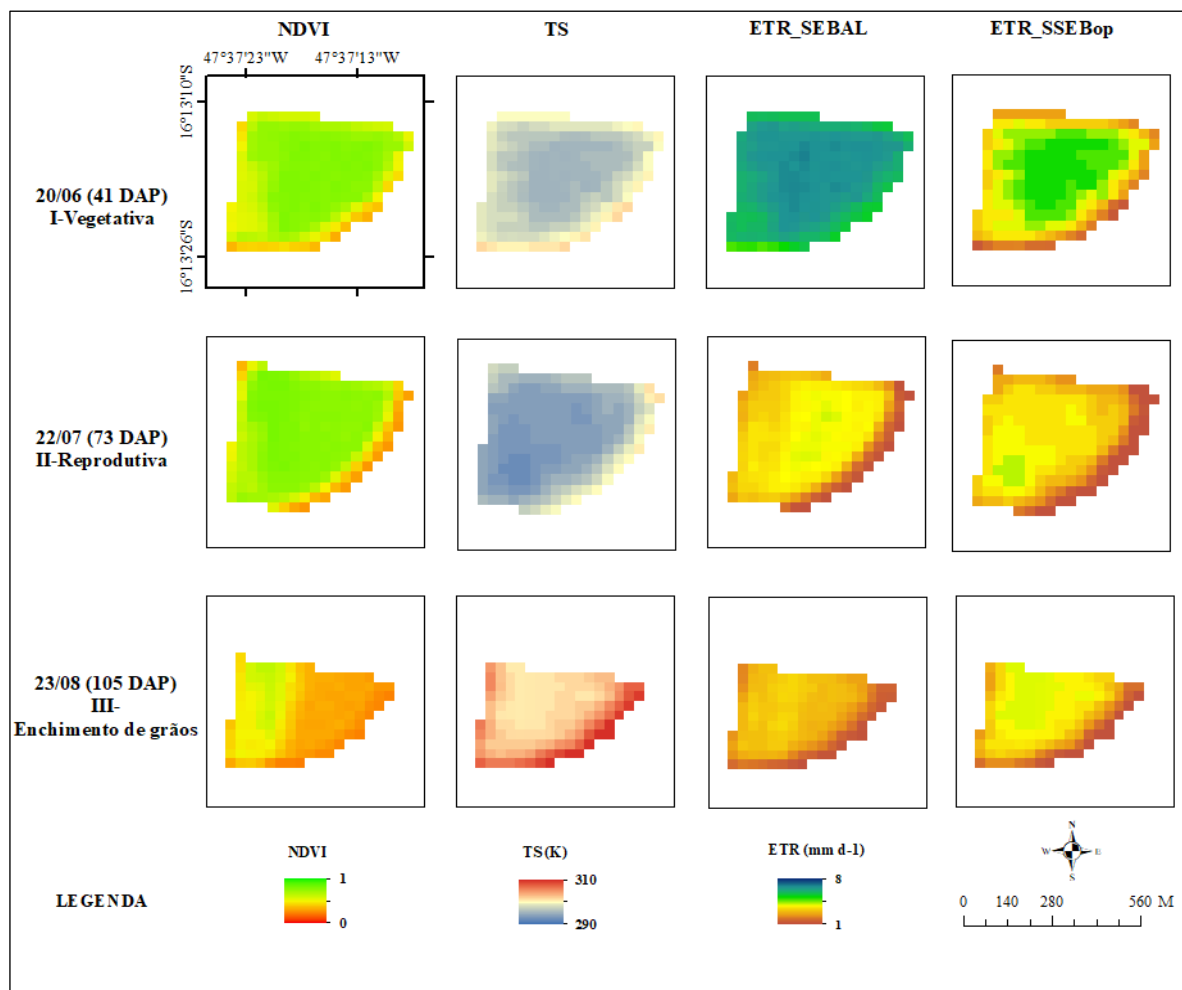 NDVI TS ETR_SEBAL ETR_SSEBop
47°37'23"W 47°37'13"W
16°13'10"S
16°13'26"S
20/06 (41 DAP)
I-Vegetativa
22/07 (73 DAP)
II-Reprodutiva
23/08 (105 DAP)
III-
Enchimento de grãos
LEGENDA
NDVI
1
0
TS(K)
310
290
ETR (mm d-1)
8
1
N
W E
S
0 140 280 560 M